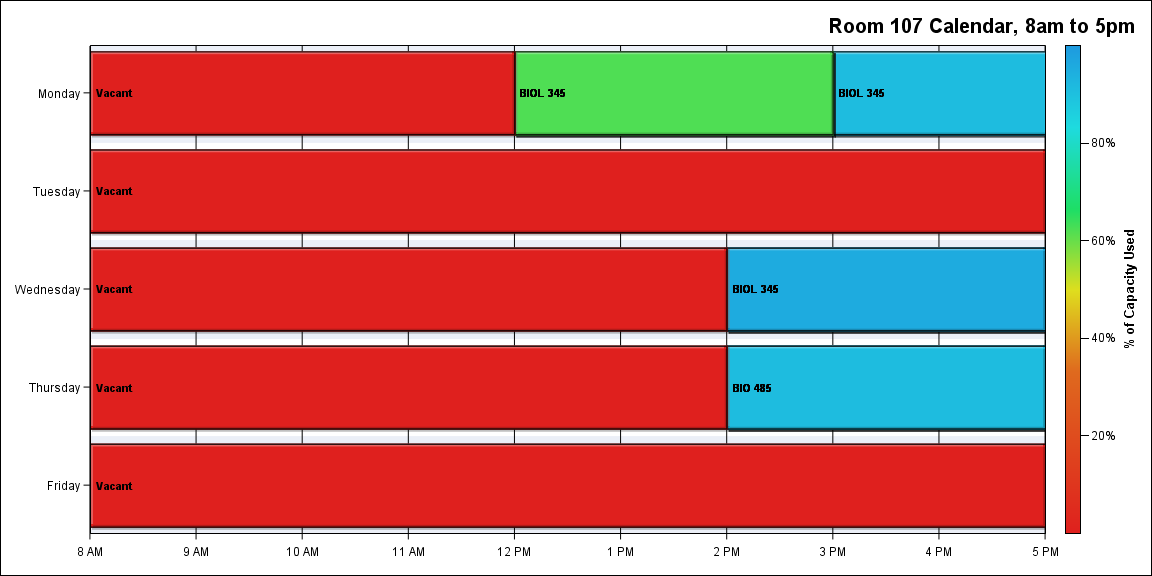 Room 107 Calendar, 8am to 5pm
Monday
Vacant
BIOL 345
BIOL 345
Tuesday
Vacant
Wednesday
Vacant
BIOL 345
Thursday
Vacant
BIO 485
Friday
Vacant
8 AM
9 AM
10 AM
11 AM
12 PM
1 PM
2 PM
3 PM
4 PM
5 PM
80%
60%
40%
20%
% of Capacity Used